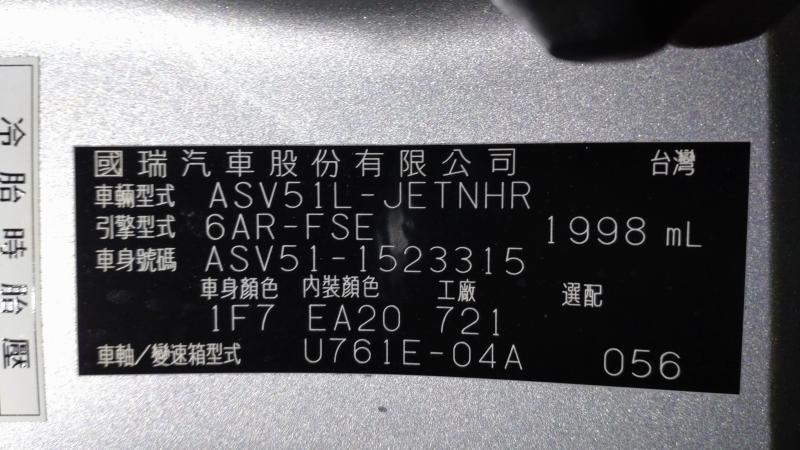 國瑞汽車股份有限公司 台灣
車輛型式 ASV51L-JETNHR
引擎型式 6AR-FSE 1998 mL
車身號碼 ASV51-1523315
車身顏色 內裝顏色 工廠 選配
1F7 EA20 721
車軸/變速箱型式 U761E-04A 056
冷胎時胎壓